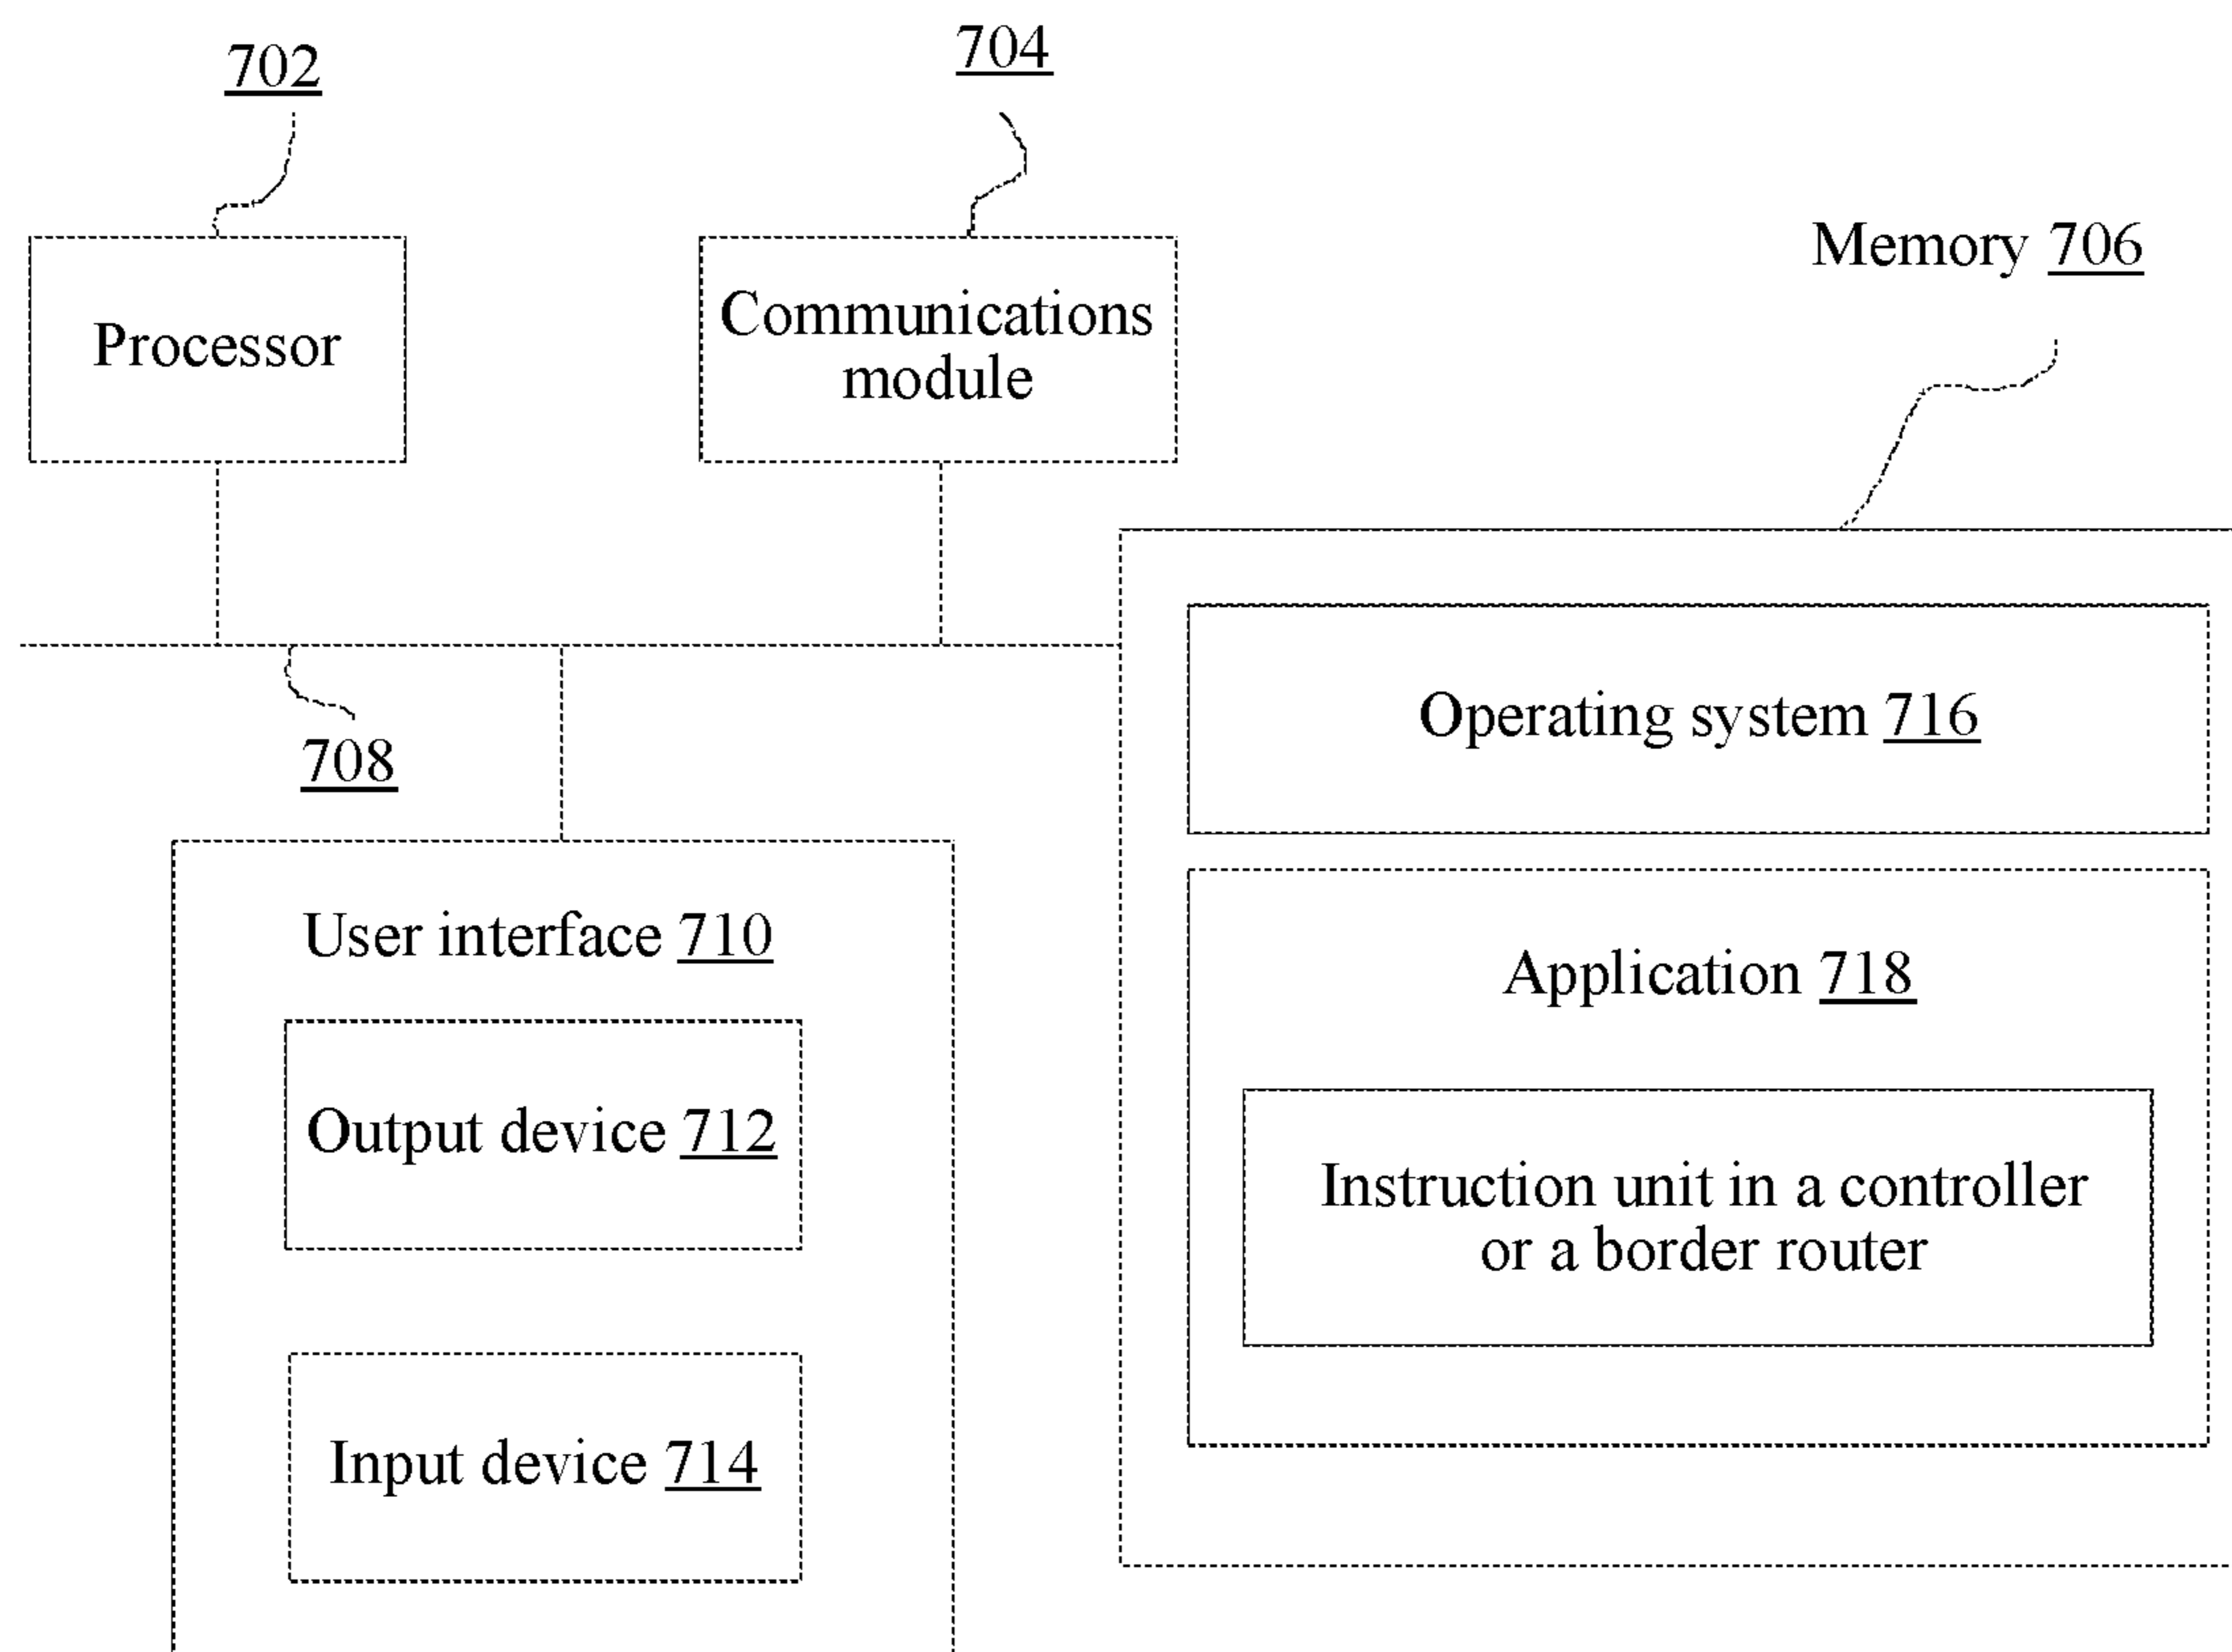 702
704
Processor
Communications
module
Memory 706
708
Operating system 716
User interface 710
Application 718
Output device 712
Instruction unit in a controller
or a border router
Input device 714